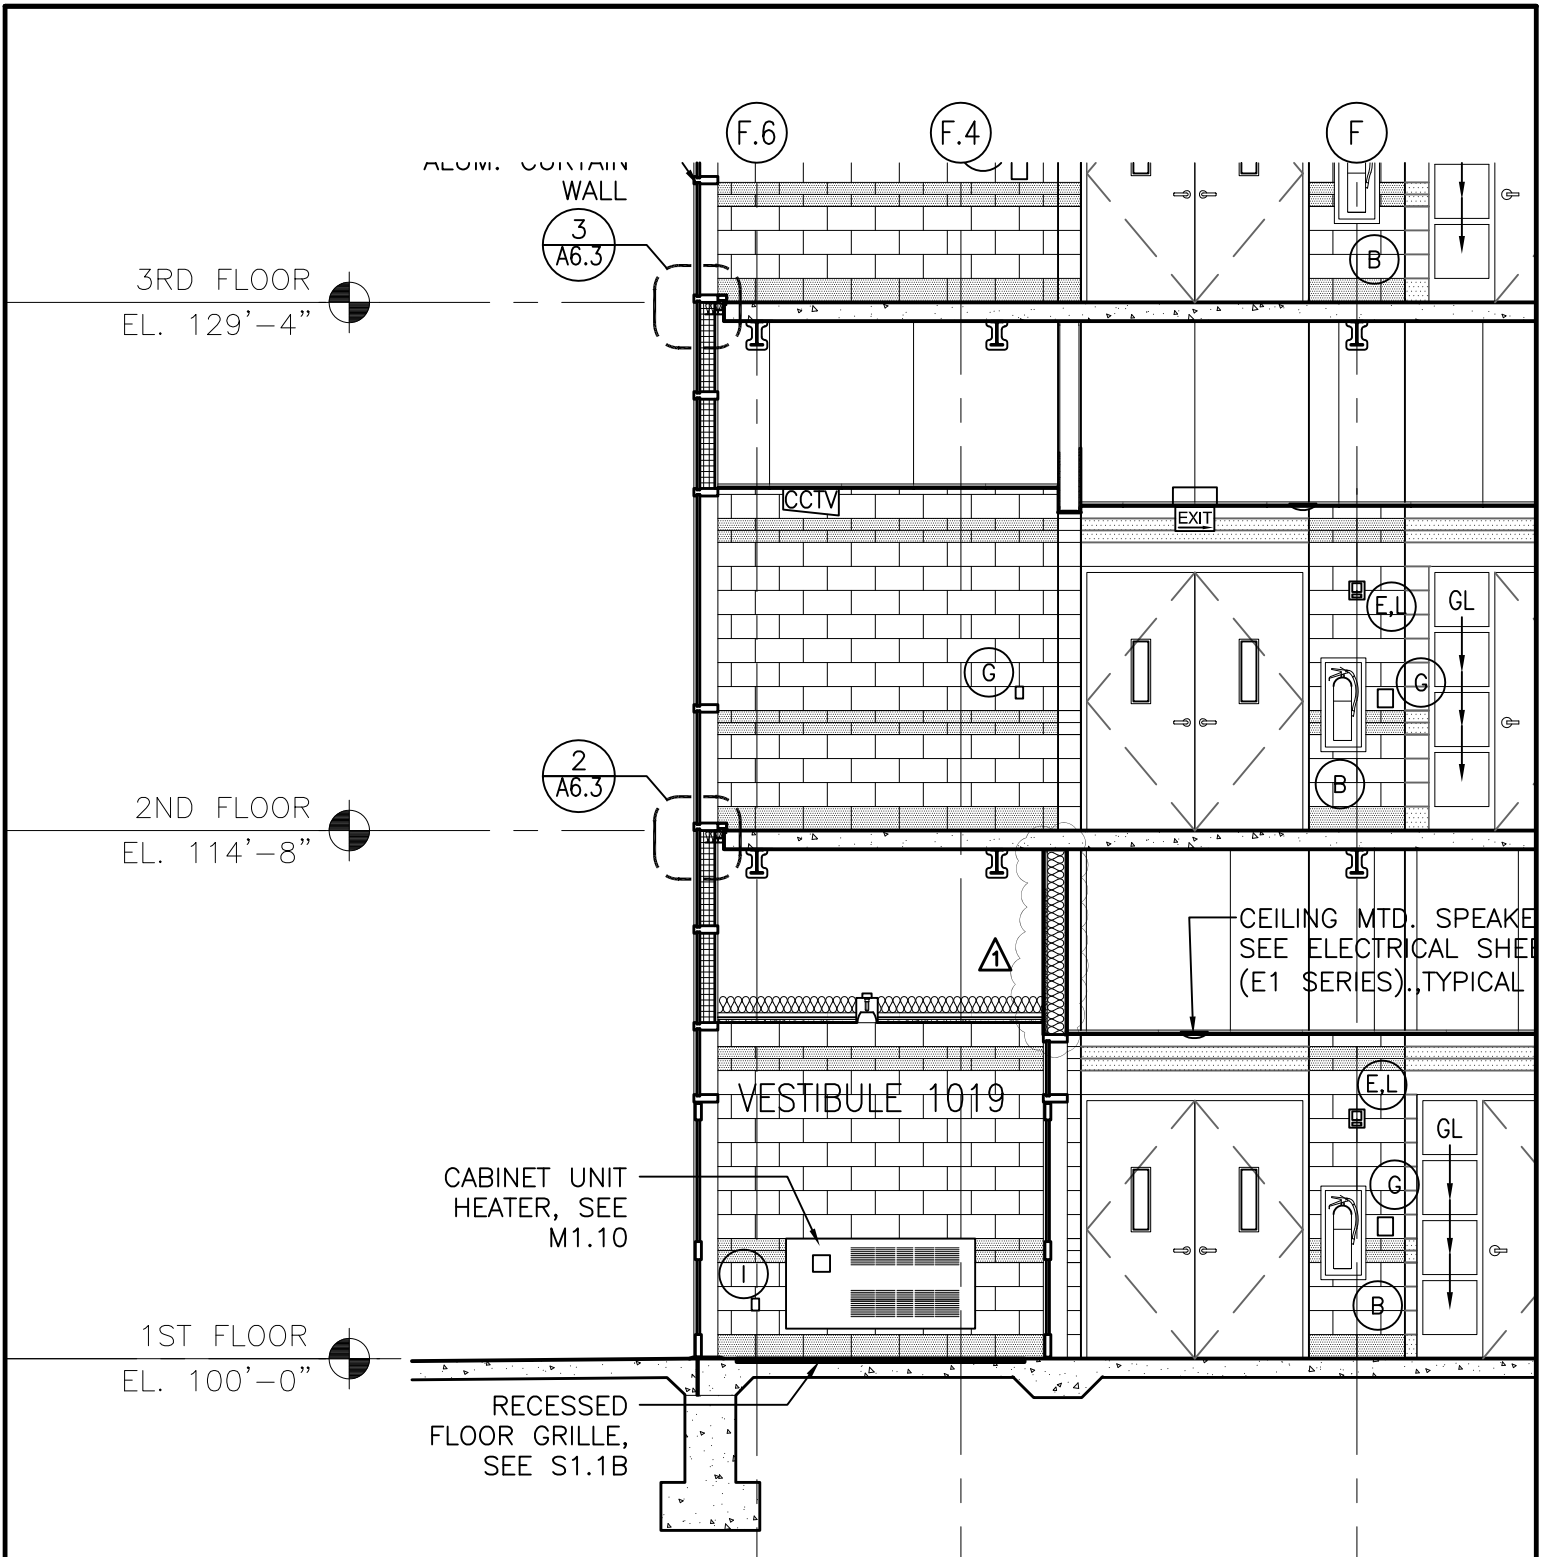 F.6
F.4
F
WALL
3
A6.3
B
3RD FLOOR
EL. 129'-4"
CCTV
EXIT
E,L
GL
G
G
2
A6.3
B
2ND FLOOR
EL. 114'-8"
CEILING MTD. SPEAKE
SEE ELECTRICAL SHEE
(E1 SERIES).,TYPICAL
1
VESTIBULE 1019
E,L
GL
CABINET UNIT
HEATER, SEE
M1.10
G
I
B
1ST FLOOR
EL. 100'-0"
RECESSED
FLOOR GRILLE,
SEE S1.1B